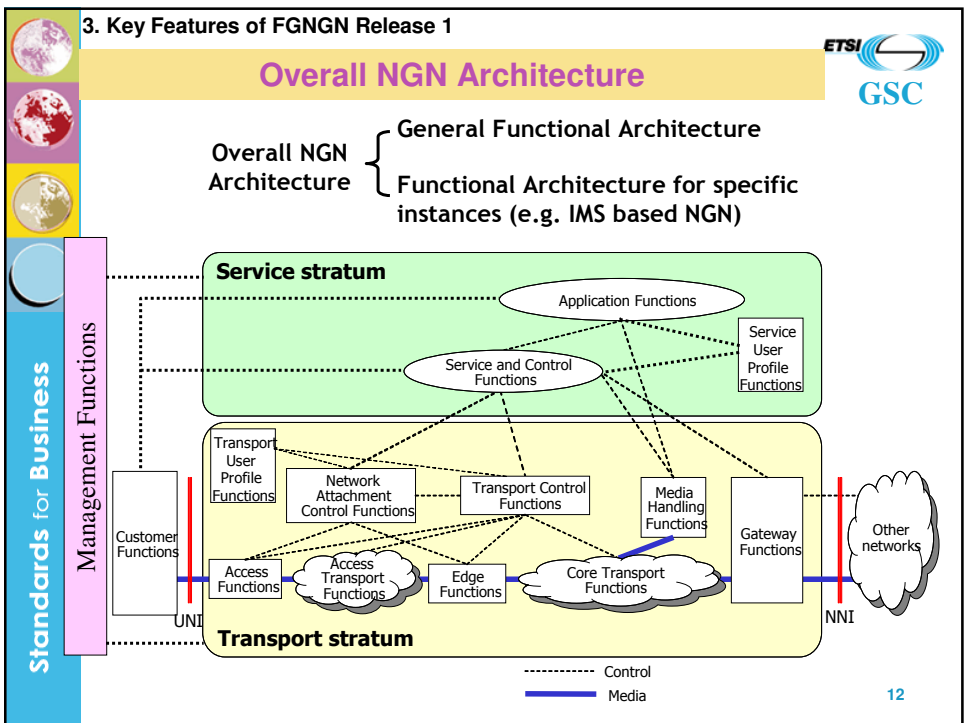 3. Key Features of FGNGN Release 1
ETSI
GSC
Overall NGN Architecture
Overall NGN
Architecture
General Functional Architecture
Functional Architecture for specific
instances (e.g. IMS based NGN)
Standards for Business
Management Functions
Service stratum
Application Functions
Service
User
Profile
Functions
Service and Control
Functions
Transport
User
Profile
Functions
Network
Attachment
Control Functions
Transport Control
Functions
Media
Handling
Functions
Customer
Functions
Gateway
Functions
Other
networks
Access
Functions
Access
Transport
Functions
Edge
Functions
Core Transport
Functions
UNI
NNI
Transport stratum
Control
Media
12